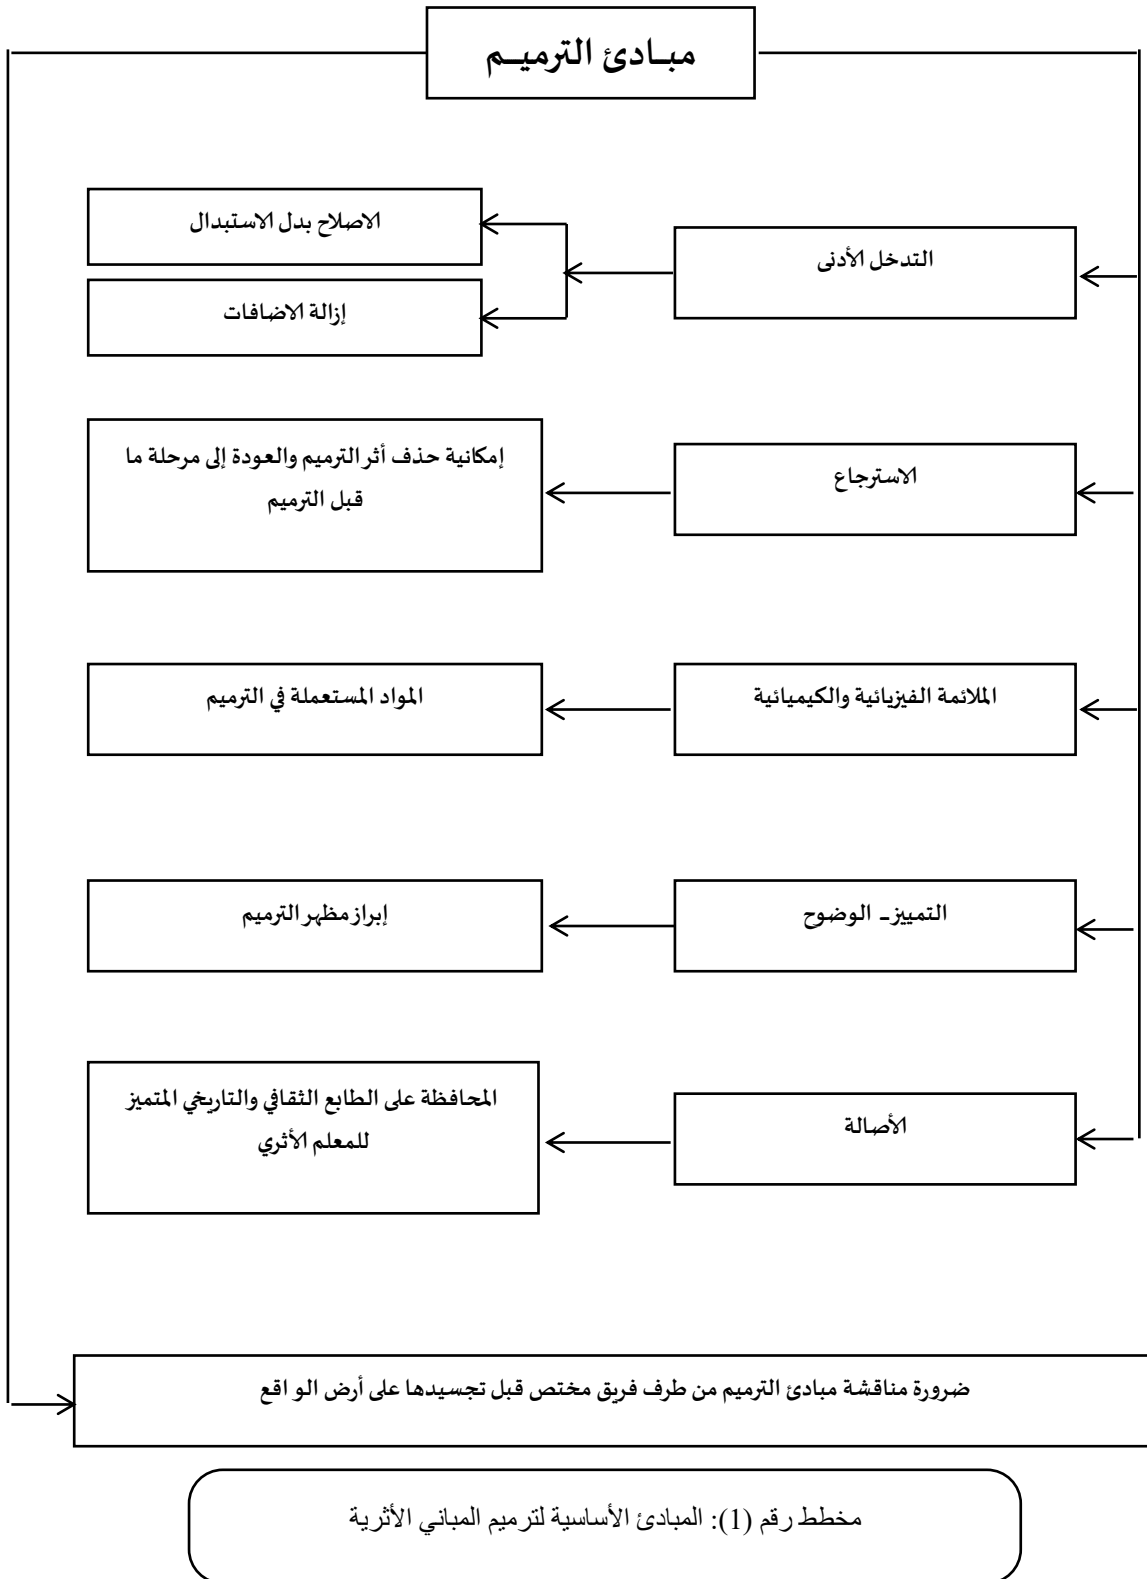 مبـادئ الترميـم
التدخل الأدنى
الاصلاح بدل الاستبدال
إزالة الاضافات
الاسترجاع
إمكانية حذف أثر الترميم والعودة إلى مرحلة ما
قبل الترميم
الملائمة الفيزيائية والكيميائية
المواد المستعملة في الترميم
التمييز- الوضوح
إبراز مظهر الترميم
الأصالة
المحافظة على الطابع الثقافي والتاريخي المتميز
للمعلم الأثري
ضرورة مناقشة مبادئ الترميم من طرف فريق مختص قبل تجسيدها على أرض الو اقع
مخطط رقم (1): المبادئ الأساسية لترميم المباني الأثرية